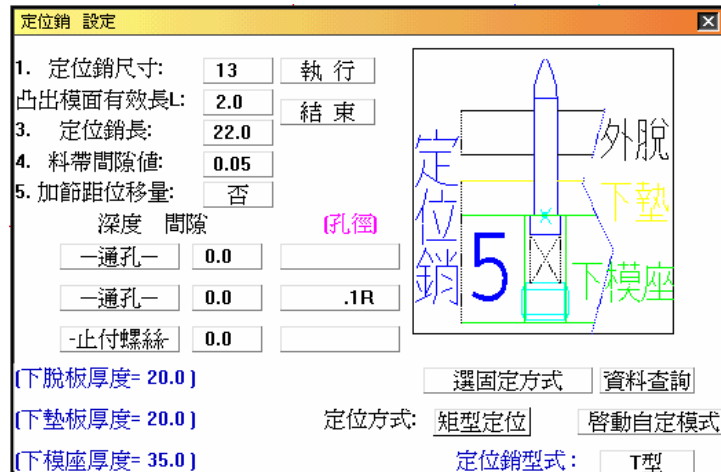 定位銷 設定
1. 定位銷尺寸: 13 執 行
凸出模面有效長L: 2.0 結 束
3. 定位銷長: 22.0
4. 料帶間隙値: 0.05
5. 加節距位移量: 否
深度 間隙 (孔徑)
—通孔— 0.0
—通孔— 0.0 .1R
-止付螺絲- 0.0
定位銷 5
外脫
下墊
下模座
(下脫板厚度= 20.0) 選固定方式 資料查詢
(下墊板厚度= 20.0) 定位方式: 矩型定位 啓動自定模式
(下模座厚度= 35.0) 定位銷型式: T型